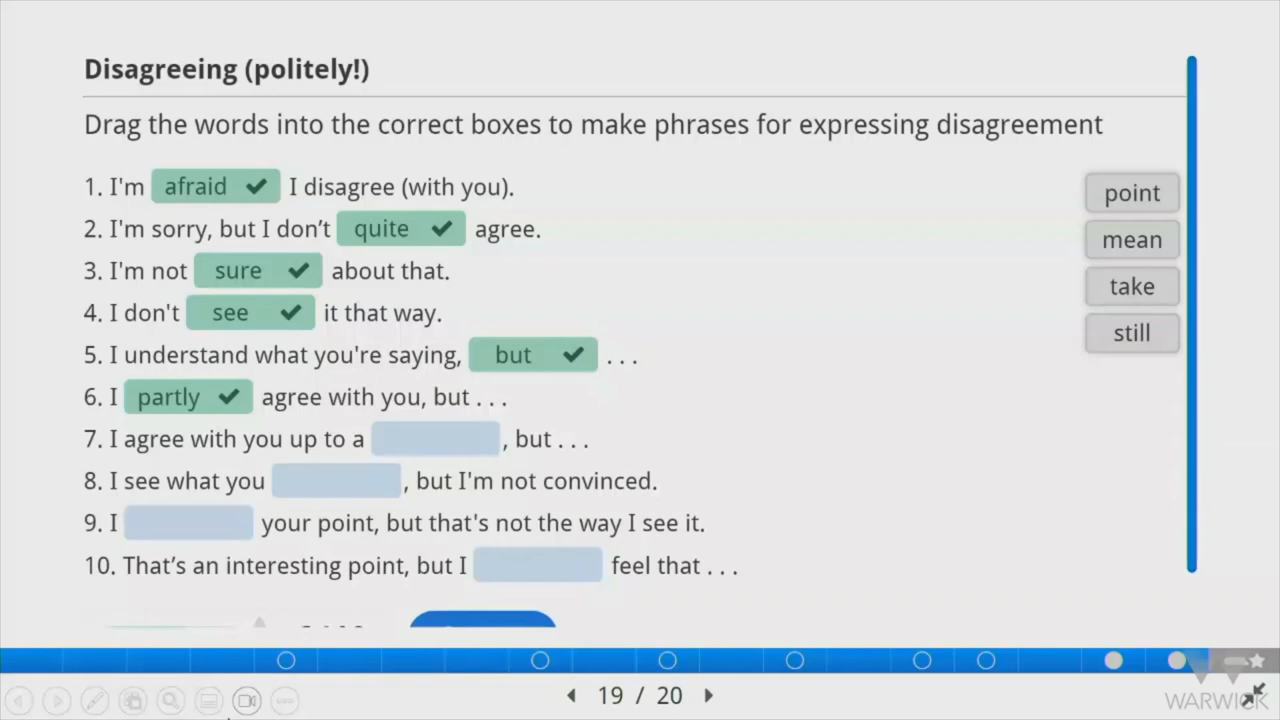 Disagreeing (politely!)
Drag the words into the correct boxes to make phrases for expressing disagreement
1. I'm afraid ✔ I disagree (with you).
2. I'm sorry, but I don’t quite ✔ agree.
3. I'm not sure ✔ about that.
4. I don't see ✔ it that way.
5. I understand what you're saying, but ✔ . . .
6. I partly ✔ agree with you, but . . .
7. I agree with you up to a , but . . .
8. I see what you , but I'm not convinced.
9. I your point, but that's not the way I see it.
10. That’s an interesting point, but I feel that . . .
point
mean
take
still
19 / 20
WARWICK